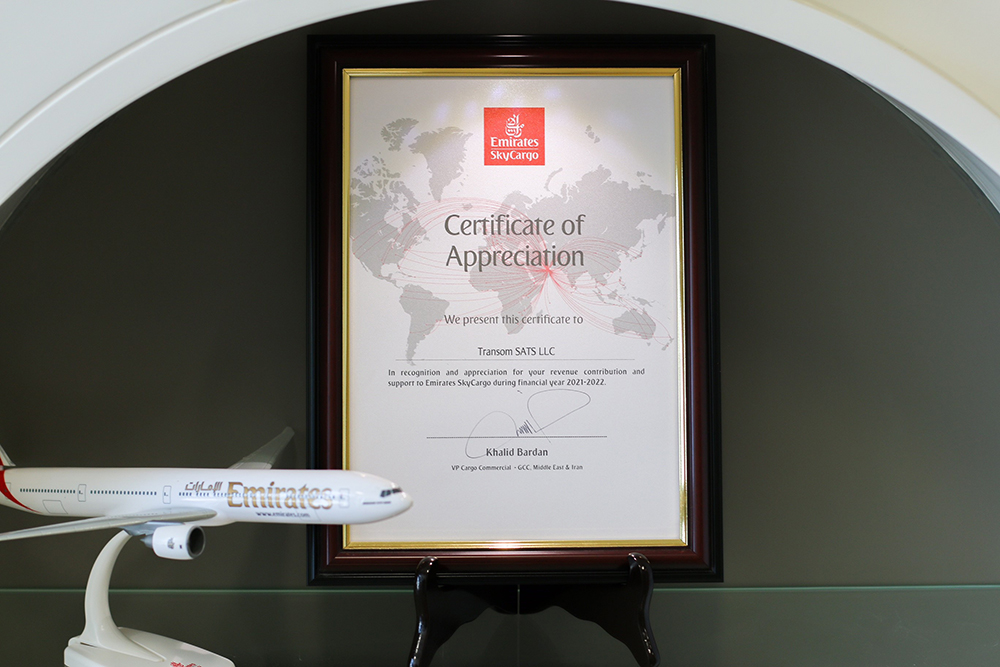 Emirates
SkyCargo
Certificate of
Appreciation
We present this certificate to
Transom SATS LLC
In recognition and appreciation for your revenue contribution and
support to Emirates SkyCargo during financial year 2021-2022.
Khalid Bardan
VP Cargo Commercial - GCC, Middle East & Iran
الإمارات Emirates
www.emirates.com